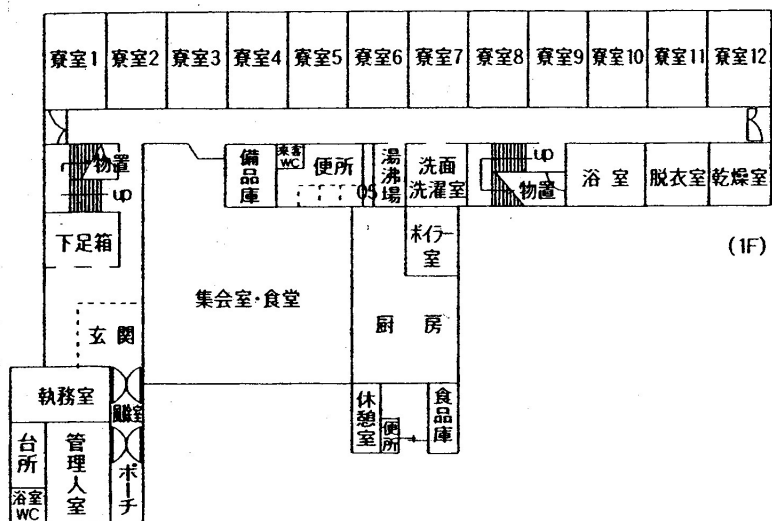 寮室1 寮室2 寮室3 寮室4 寮室5 寮室6 寮室7 寮室8 寮室9 寮室10 寮室11 寮室12
物置
up
備品庫
来客
WC
便所
湯沸場
洗面
洗濯室
up
物置
浴室
脱衣室
乾燥室
下足箱
ボイラー
室
(1F)
集会室・食堂
厨房
玄関
執務室
風除室
休憩室
便所
食品庫
台所
管理人室
ポーチ
浴室
WC